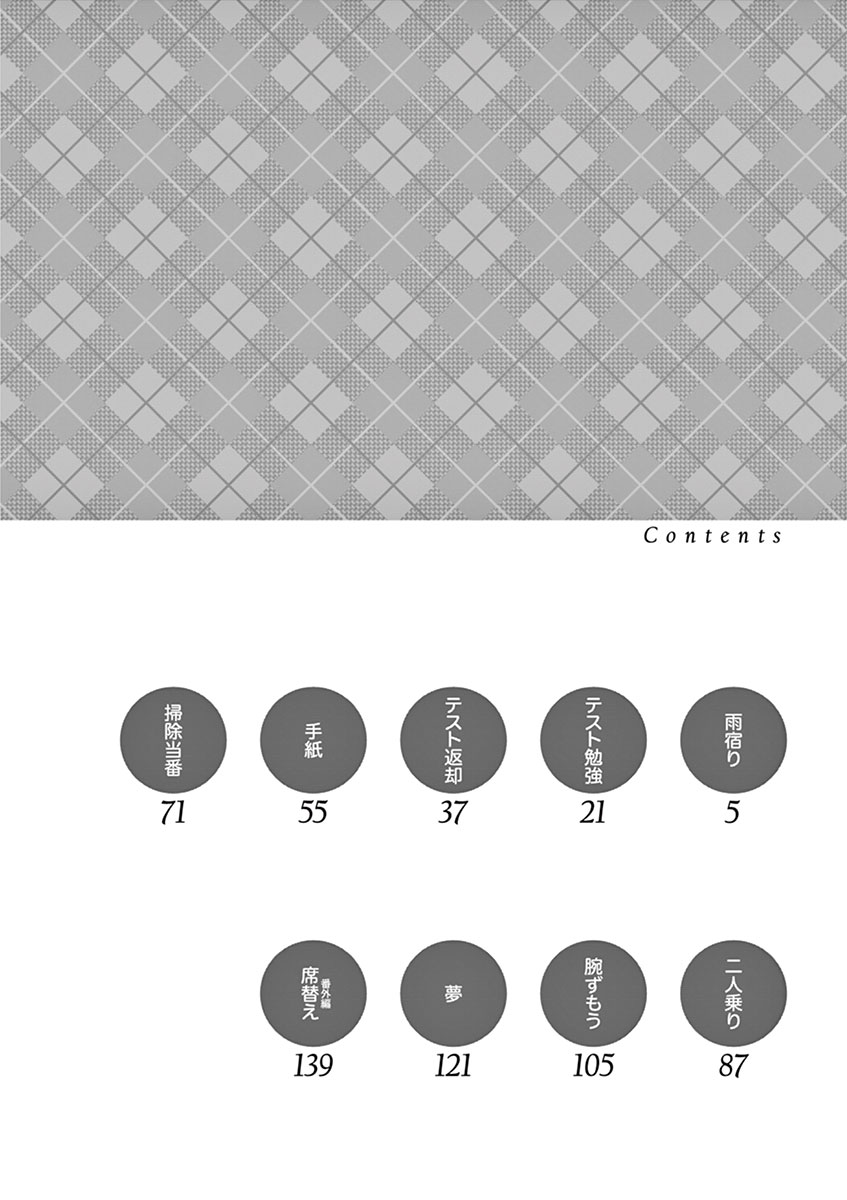 Contents
雨宿り
5
テスト勉強
21
テスト返却
37
手紙
55
掃除当番
71
二人乗り
87
腕ずもう
105
夢
121
番外編
席替え
139